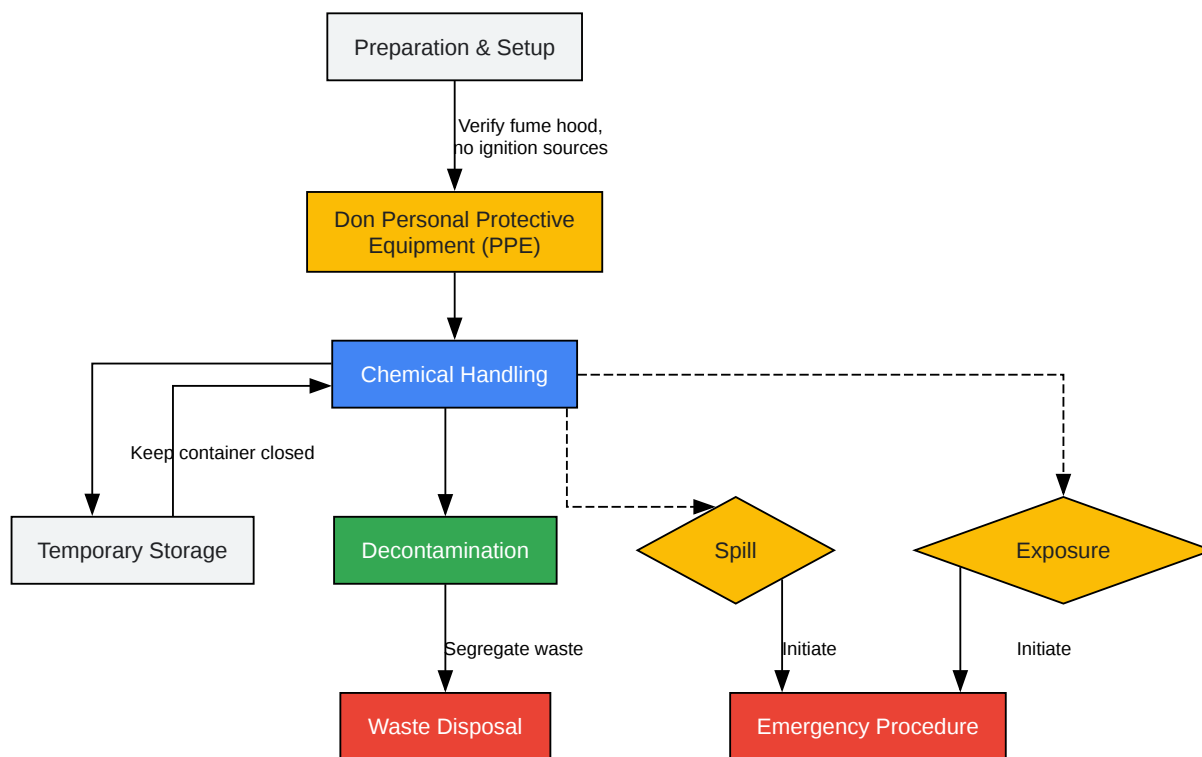 Preparation & Setup
Verify fume hood,
no ignition sources
Don Personal Protective
Equipment (PPE)
Chemical Handling
Keep container closed
Temporary Storage
Decontamination
Spill
Exposure
Segregate waste
Initiate
Initiate
Waste Disposal
Emergency Procedure